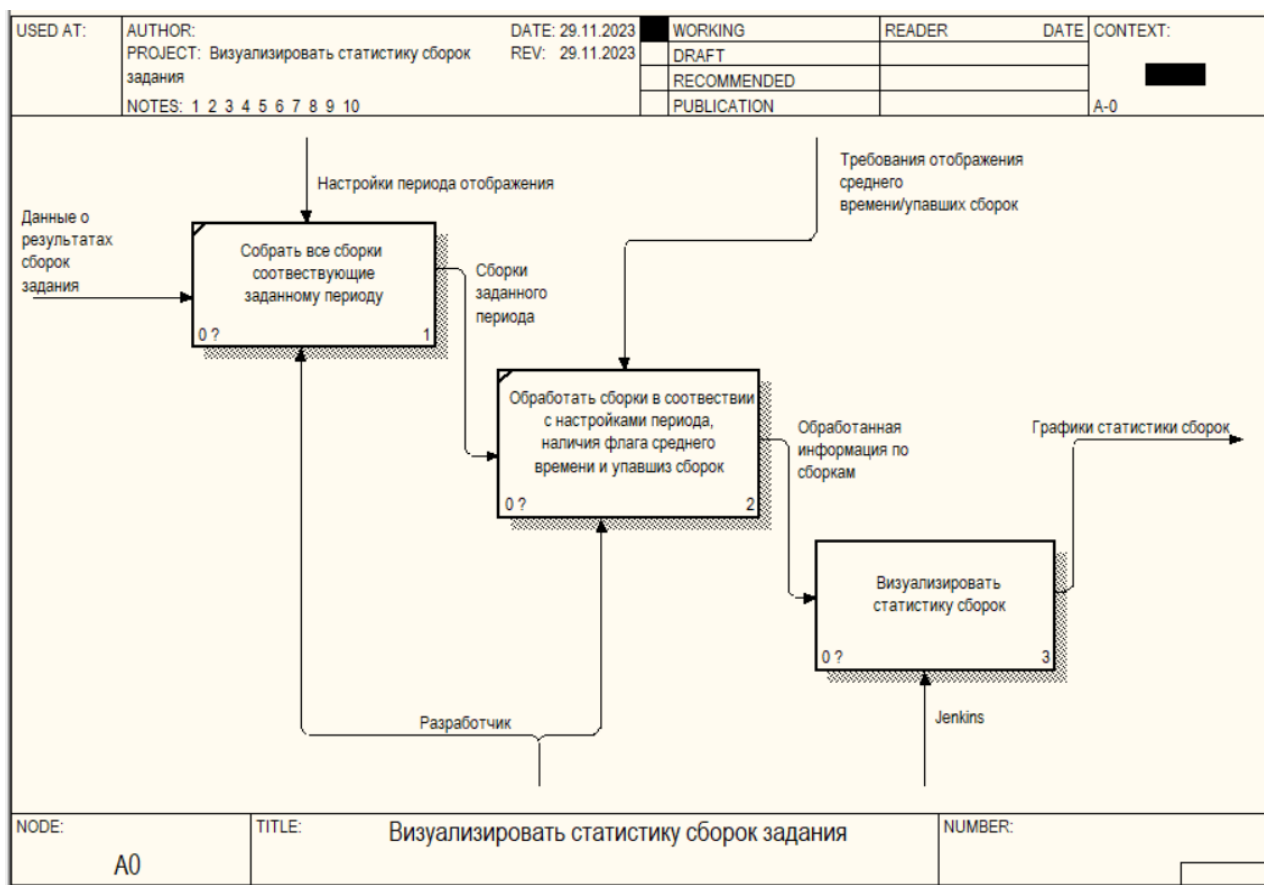 USED AT:
AUTHOR:
DATE: 29.11.2023
PROJECT: Визуализировать статистику сборок
задания
REV: 29.11.2023
NOTES: 1 2 3 4 5 6 7 8 9 10
WORKING
DRAFT
RECOMMENDED
PUBLICATION
READER
DATE
CONTEXT:
A-0
Настройки периода отображения
Требования отображения
среднего
времени/упавших сборок
Данные о
результатах
сборок
задания
Собрать все сборки
соотвествующие
заданному периоду
0 ?
1
Сборки
заданного
периода
Обработать сборки в соотвествии
с настройками периода,
наличия флага среднего
времени и упавшиз сборок
0 ?
2
Обработанная
информация по
сборкам
Графики статистики сборок
Визуализировать
статистику сборок
0 ?
3
Разработчик
Jenkins
NODE:
A0
TITLE:
Визуализировать статистику сборок задания
NUMBER: